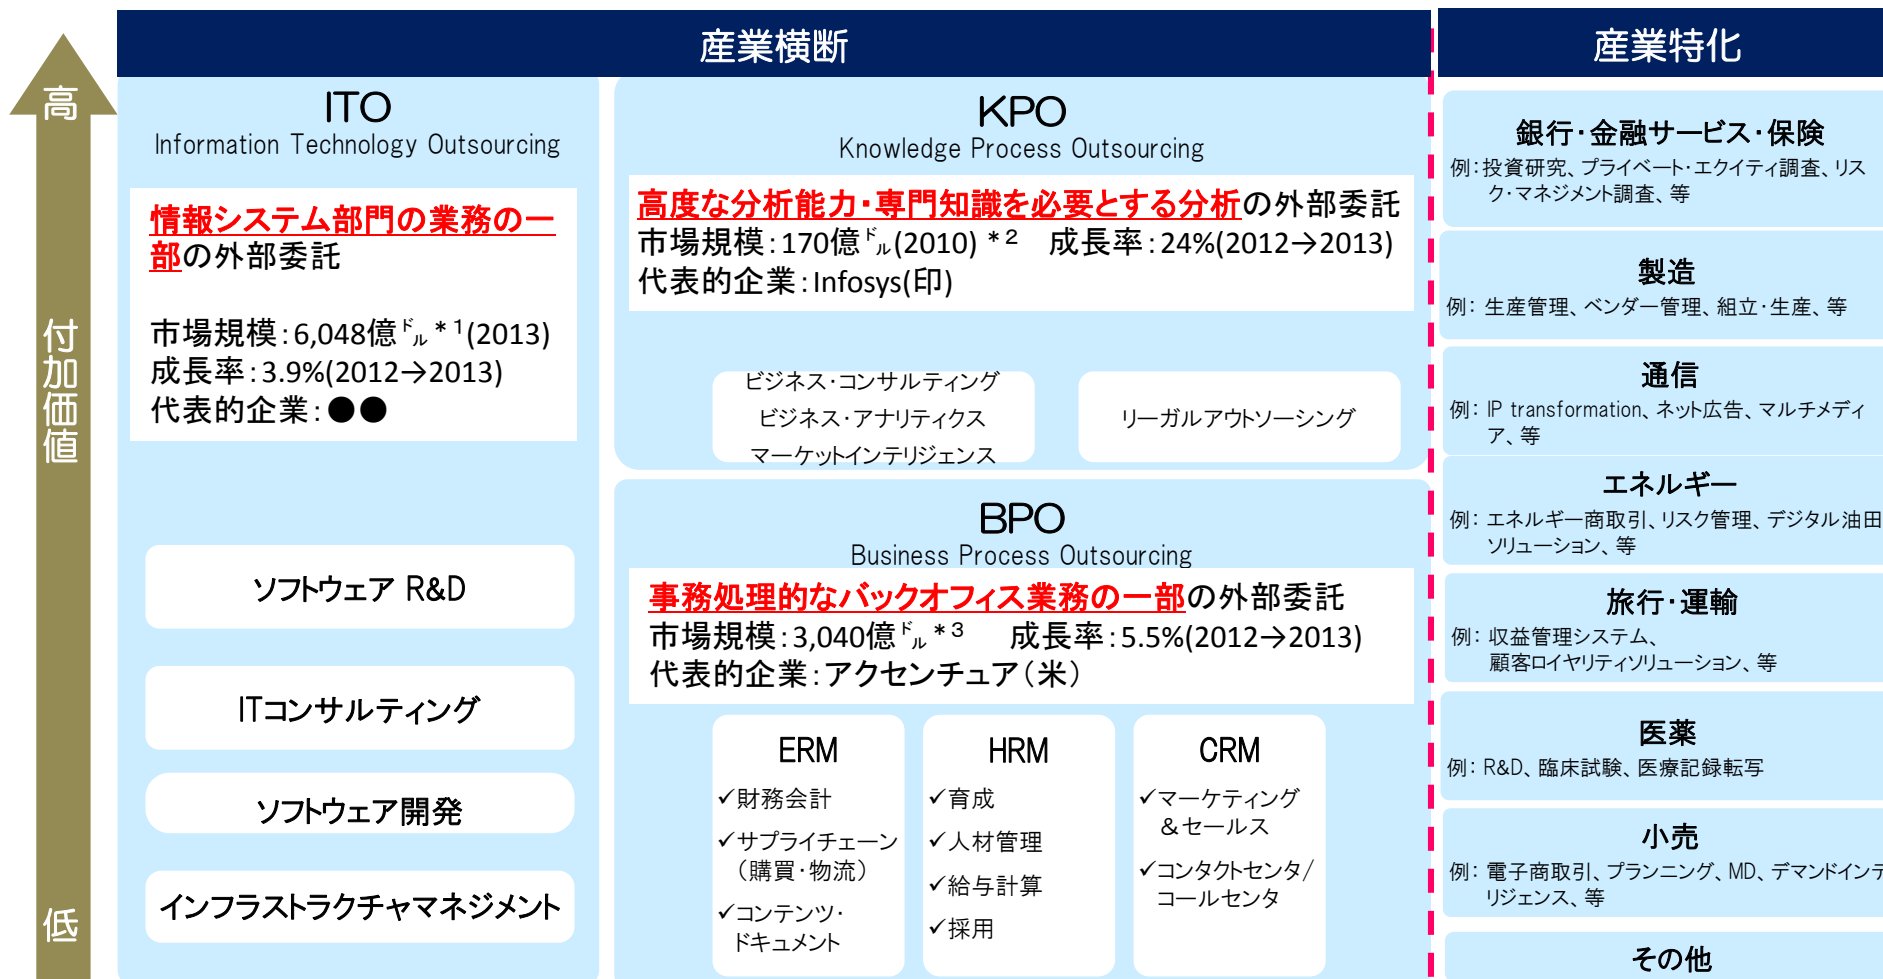 産業横断
産業特化
高
付加価値
低
ITO
Information Technology Outsourcing
情報システム部門の業務の一
部の外部委託
市場規模：6,048億㌦＊1(2013)
成長率：3.9%(2012→2013)
代表的企業：●●
ソフトウェア R&D
ITコンサルティング
ソフトウェア開発
インフラストラクチャマネジメント
KPO
Knowledge Process Outsourcing
高度な分析能力・専門知識を必要とする分析の外部委託
市場規模：170億㌦(2010) ＊2 成長率：24%(2012→2013)
代表的企業：Infosys(印)
ビジネス・コンサルティング
ビジネス・アナリティクス
マーケットインテリジェンス
リーガルアウトソーシング
BPO
Business Process Outsourcing
事務処理的なバックオフィス業務の一部の外部委託
市場規模：3,040億㌦＊3 成長率：5.5%(2012→2013)
代表的企業：アクセンチュア（米）
ERM
✓財務会計
✓サプライチェーン
（購買・物流）
✓コンテンツ・
ドキュメント
HRM
✓育成
✓人材管理
✓給与計算
✓採用
CRM
✓マーケティング
＆セールス
✓コンタクトセンタ/
コールセンタ
銀行・金融サービス・保険
例：投資研究、プライベート・エクイティ調査、リス
ク・マネジメント調査、等
製造
例： 生産管理、ベンダー管理、組立・生産、等
通信
例： IP transformation、ネット広告、マルチメディ
ア、等
エネルギー
例： エネルギー商取引、リスク管理、デジタル油田
ソリューション、等
旅行・運輸
例： 収益管理システム、
顧客ロイヤリティソリューション、等
医薬
例： R&D、臨床試験、医療記録転写
小売
例： 電子商取引、プランニング、MD、デマンドインテ
リジェンス、等
その他